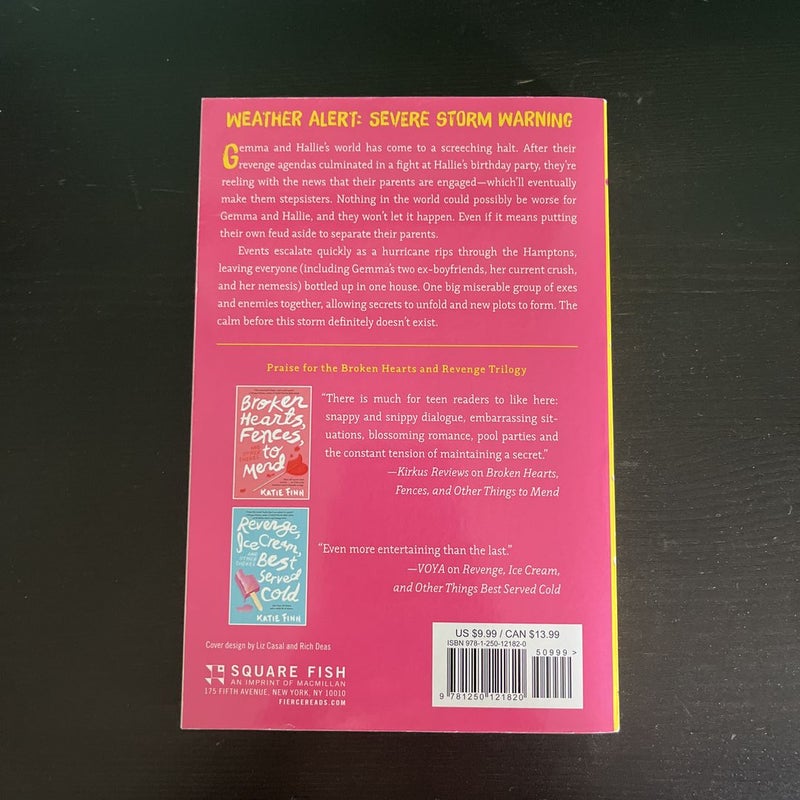 WEATHER ALERT: SEVERE STORM WARNING
Gemma and Hallie's world has come to a screeching halt. After their
revenge agendas culminated in a fight at Hallie's birthday party, they're
reeling with the news that their parents are engaged—which'll eventually
make them stepsisters. Nothing in the world could possibly be worse for
Gemma and Hallie, and they won't let it happen. Even if it means putting
their own feud aside to separate their parents.
Events escalate quickly as a hurricane rips through the Hamptons,
leaving everyone (including Gemma's two ex-boyfriends, her current crush,
and her nemesis) bottled up in one house. One big miserable group of exes
and enemies together, allowing secrets to unfold and new plots to form. The
calm before this storm definitely doesn't exist.
Praise for the Broken Hearts and Revenge Trilogy
Broken
Hearts,
Fences,
AND OTHER THINGS
to
Mend
KATIE FINN
"There is much for teen readers to like here:
snappy and snippy dialogue, embarrassing sit-
uations, blossoming romance, pool parties and
the constant tension of maintaining a secret."
—Kirkus Reviews on Broken Hearts,
Fences, and Other Things to Mend
Revenge,
Ice Cream,
AND OTHER THINGS
Best
Served
Cold
KATIE FINN
"Even more entertaining than the last."
—VOYA on Revenge, Ice Cream,
and Other Things Best Served Cold
Cover design by Liz Casal and Rich Deas
SQUARE FISH
AN IMPRINT OF MACMILLAN
175 FIFTH AVENUE, NEW YORK, NY 10010
FIERCEREADS.COM
US $9.99 / CAN $13.99
ISBN 978-1-250-12182-0
50999>
9 781250 121820